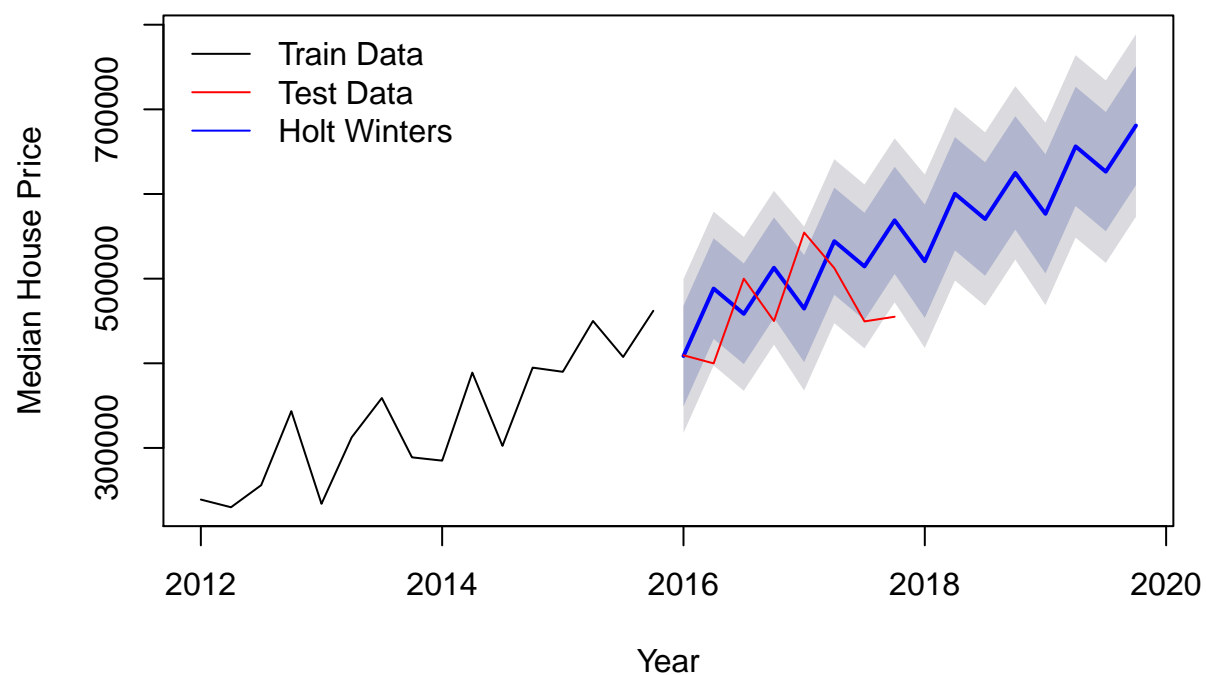 Train Data
Test Data
Holt Winters
Median House Price
700000
500000
300000
2012 2014 2016 2018 2020
Year